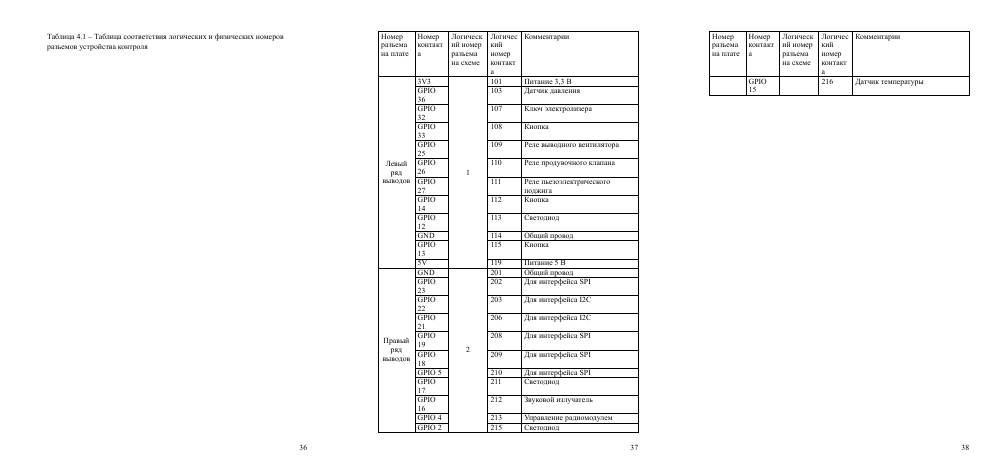 Таблица 4.1 – Таблица соответствия логических и физических номеров
разъемов устройства контроля
36
Номер разъема на плате | Номер контакта | Логический номер разъема на схеме | Логический номер контакта | Комментарии
Левый ряд выводов | 3V3 | 1 | 101 | Питание 3,3 В
GPIO 36 | 103 | Датчик давления
GPIO 32 | 107 | Ключ электролизера
GPIO 33 | 108 | Кнопка
GPIO 25 | 109 | Реле выводного вентилятора
GPIO 26 | 110 | Реле продувочного клапана
GPIO 27 | 111 | Реле пьезоэлектрического поджига
GPIO 14 | 112 | Кнопка
GPIO 12 | 113 | Светодиод
GND | 114 | Общий провод
GPIO 13 | 115 | Кнопка
5V | 119 | Питание 5 В
Правый ряд выводов | GND | 2 | 201 | Общий провод
GPIO 23 | 202 | Для интерфейса SPI
GPIO 22 | 203 | Для интерфейса I2C
GPIO 21 | 206 | Для интерфейса I2C
GPIO 19 | 208 | Для интерфейса SPI
GPIO 18 | 209 | Для интерфейса SPI
GPIO 5 | 210 | Для интерфейса SPI
GPIO 17 | 211 | Светодиод
GPIO 16 | 212 | Звуковой излучатель
GPIO 4 | 213 | Управление радиомодулем
GPIO 2 | 215 | Светодиод
37
Номер разъема на плате | Номер контакта | Логический номер разъема на схеме | Логический номер контакта | Комментарии
GPIO 15 | 216 | Датчик температуры
38